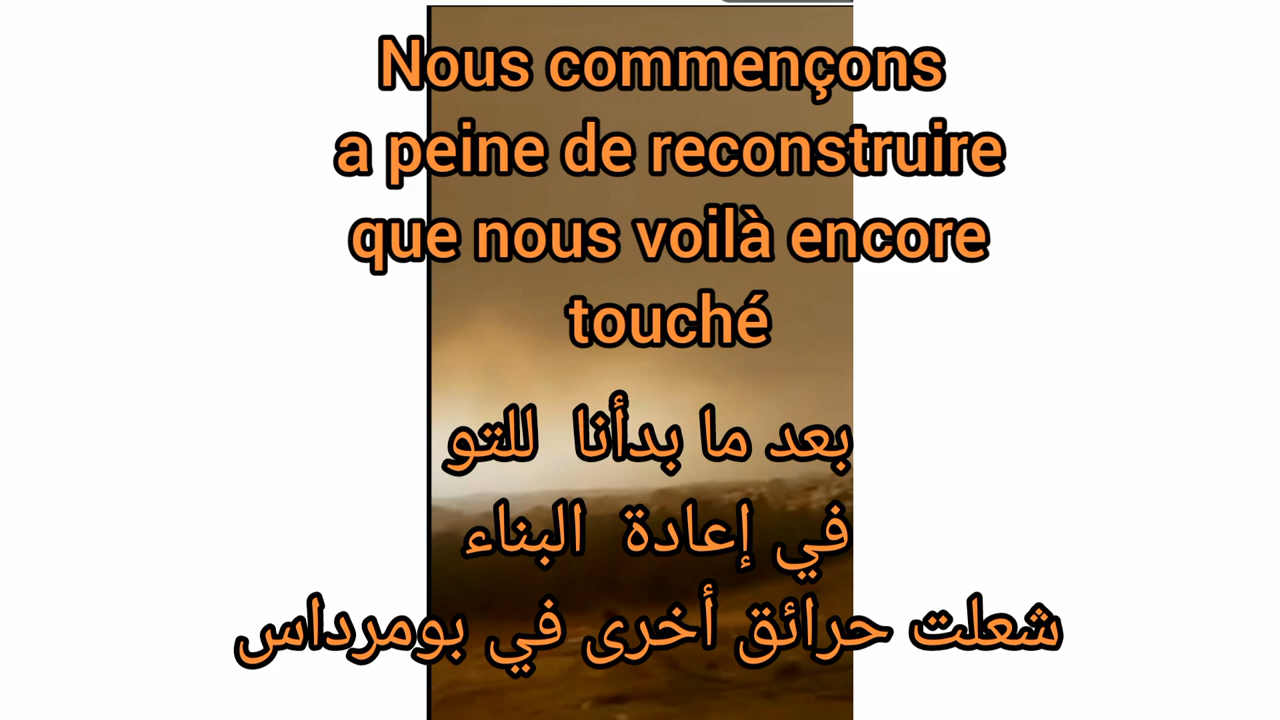 Nous commençons
a peine de reconstruire
que nous voilà encore
touché
بعد ما بدأنا للتو
في إعادة البناء
شعلت حرائق أخرى في بومرداس